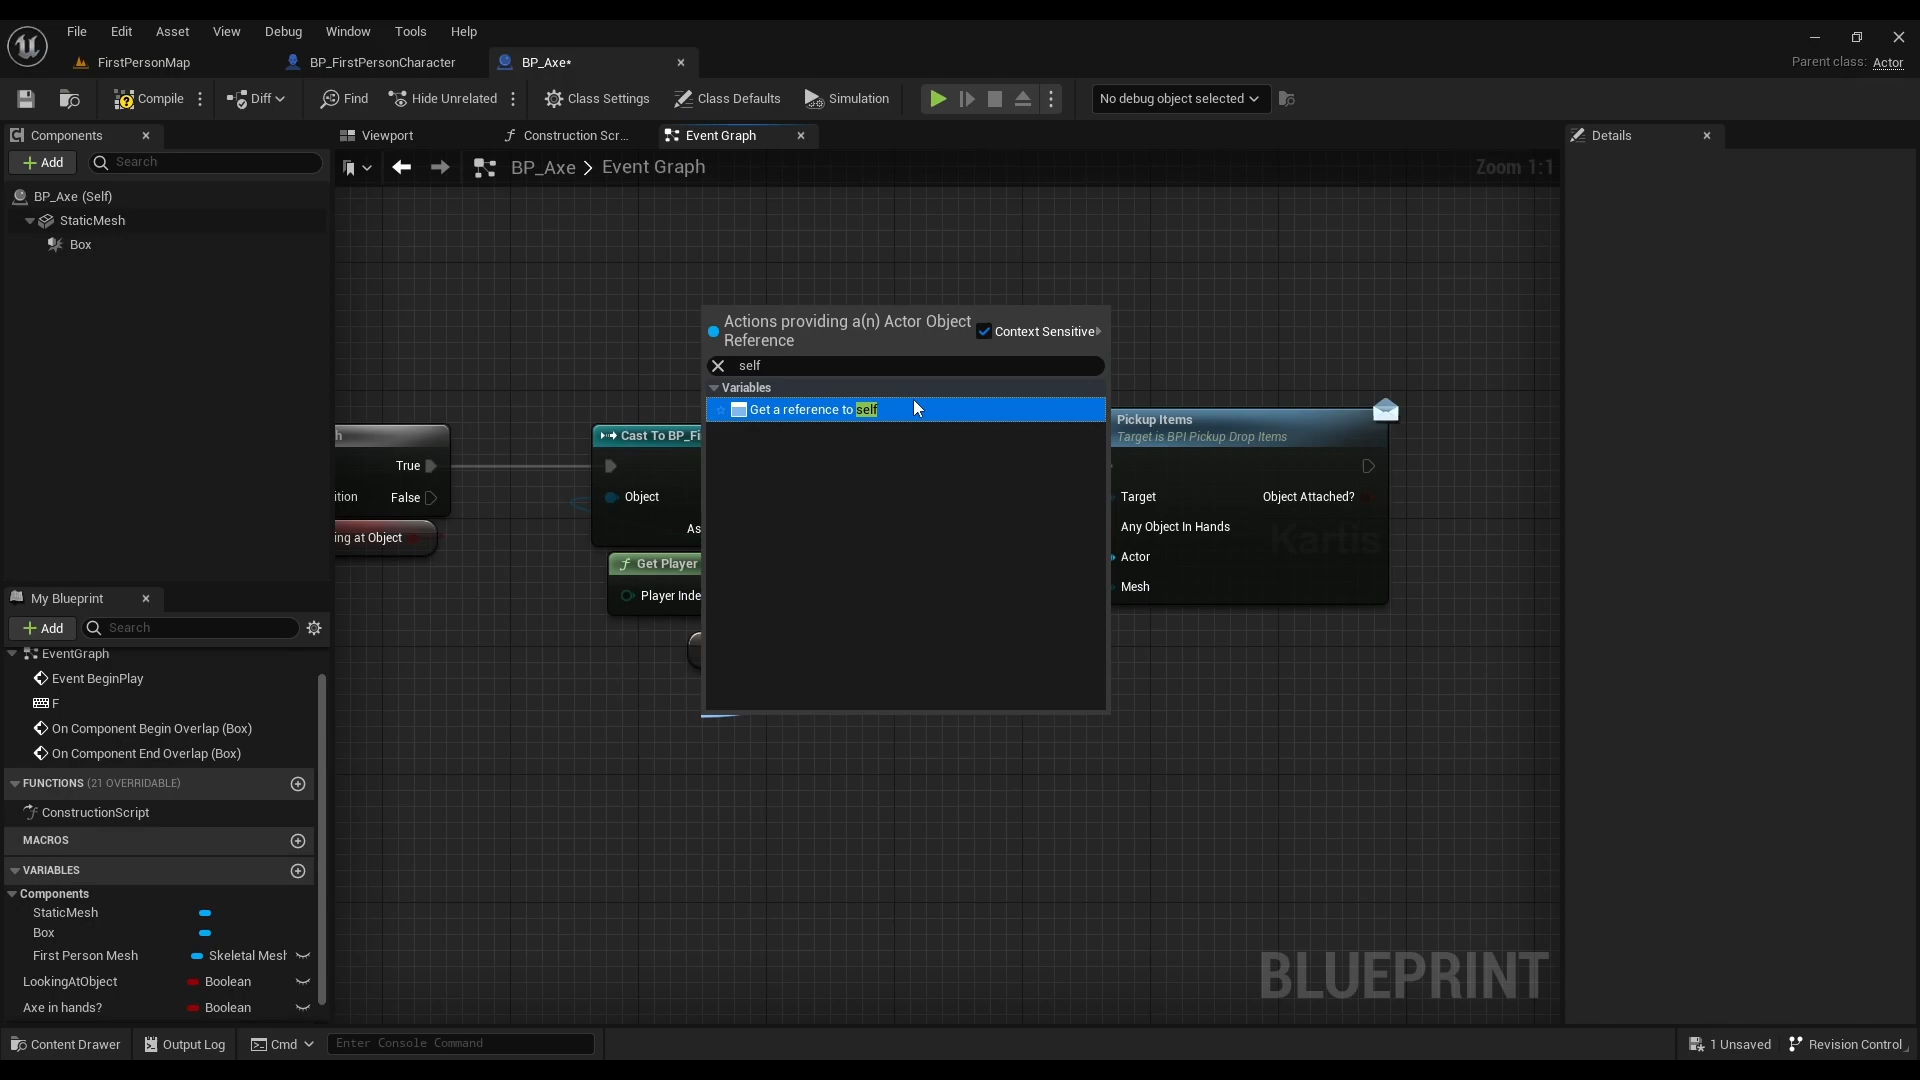 File Edit Asset View Debug Window Tools Help
FirstPersonMap BP_FirstPersonCharacter BP_Axe* Parent class: Actor
Compile Diff Find Hide Unrelated Class Settings Class Defaults Simulation No debug object selected
Components Viewport Construction Scr... Event Graph Details
Add Search
BP_Axe > Event Graph Zoom 1:1
BP_Axe (Self)
StaticMesh
Box
Actions providing a(n) Actor Object
Reference
Context Sensitive
self
Variables
Get a reference to self
h
True
ition False
ing at Object
Cast To BP_Fi
Object
As
Get Player
Player Inde
Pickup Items
Target is BPI Pickup Drop Items
Target Object Attached?
Any Object In Hands
Actor
Mesh
Karfis
My Blueprint
Add Search
EventGraph
Event BeginPlay
F
On Component Begin Overlap (Box)
On Component End Overlap (Box)
FUNCTIONS (21 OVERRIDABLE)
ConstructionScript
MACROS
VARIABLES
Components
StaticMesh
Box
First Person Mesh Skeletal Mesh
LookingAtObject Boolean
Axe in hands? Boolean
BLUEPRINT
Content Drawer Output Log Cmd Enter Console Command 1 Unsaved Revision Control